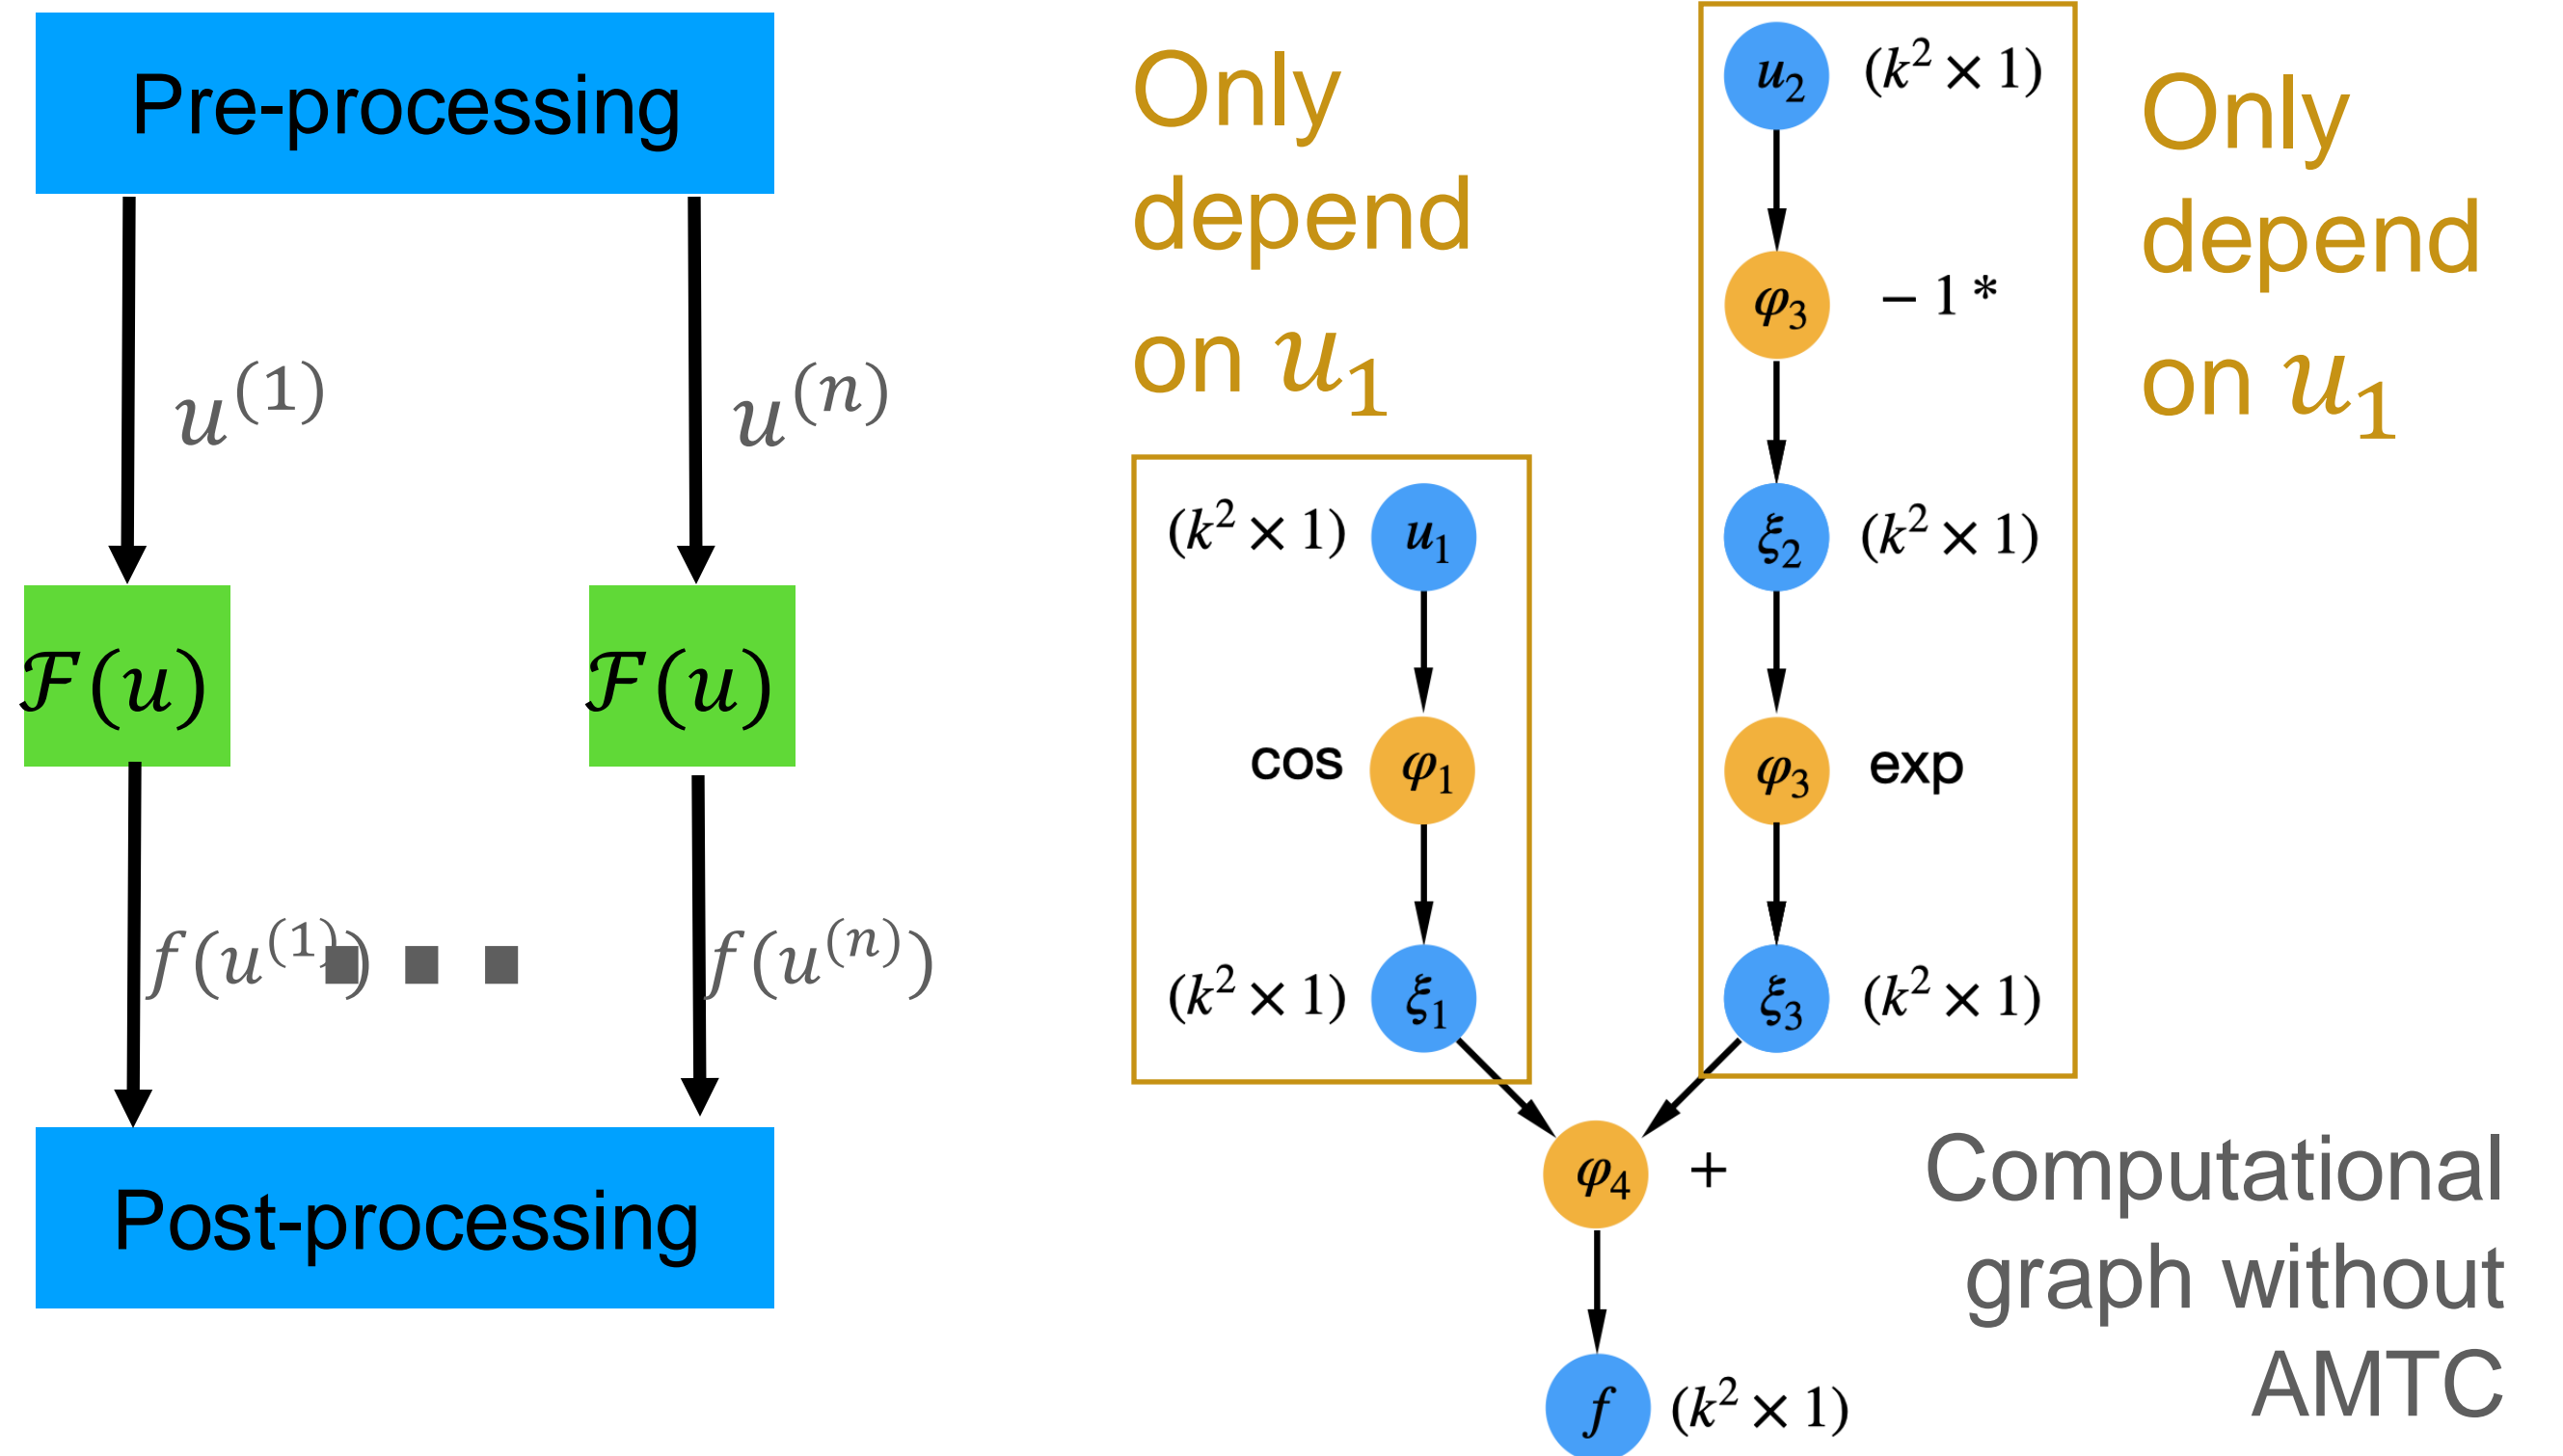 Pre-processing
u^{(1)}
u^{(n)}
ℱ(u)
ℱ(u)
f(u^{(1)})
f(u^{(n)})
Post-processing
Only
depend
on u_1
(k^2 × 1) u_1
cos φ_1
(k^2 × 1) ξ_1
u_2 (k^2 × 1)
φ_3 − 1 *
ξ_2 (k^2 × 1)
φ_3 exp
ξ_3 (k^2 × 1)
Only
depend
on u_1
φ_4 +
f (k^2 × 1)
Computational
graph without
AMTC